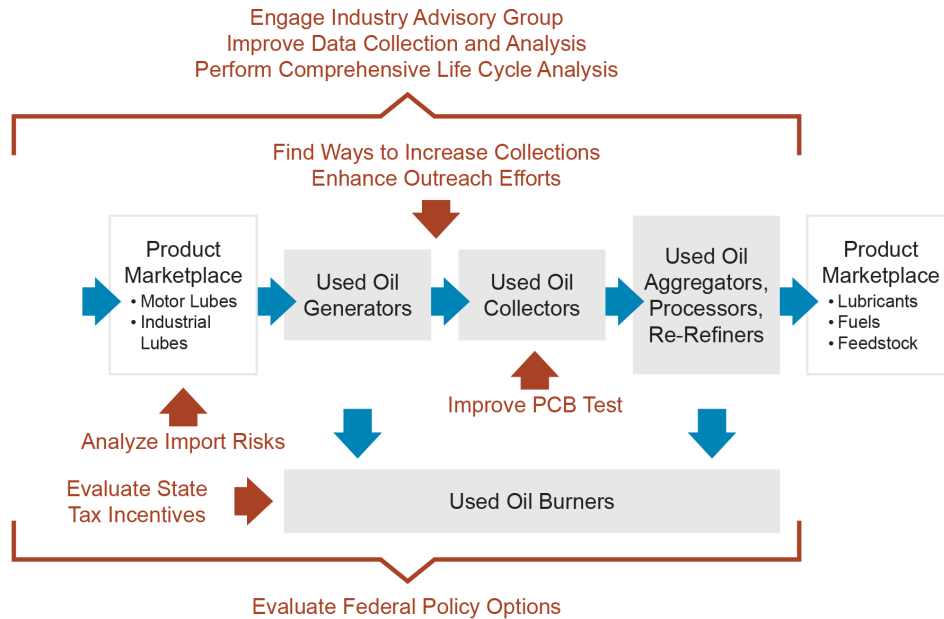 Engage Industry Advisory Group
Improve Data Collection and Analysis
Perform Comprehensive Life Cycle Analysis
Find Ways to Increase Collections
Enhance Outreach Efforts
Product
Marketplace
• Motor Lubes
• Industrial
Lubes
Used Oil
Generators
Used Oil
Collectors
Used Oil
Aggregators,
Processors,
Re-Refiners
Product
Marketplace
• Lubricants
• Fuels
• Feedstock
Improve PCB Test
Analyze Import Risks
Evaluate State
Tax Incentives
Used Oil Burners
Evaluate Federal Policy Options